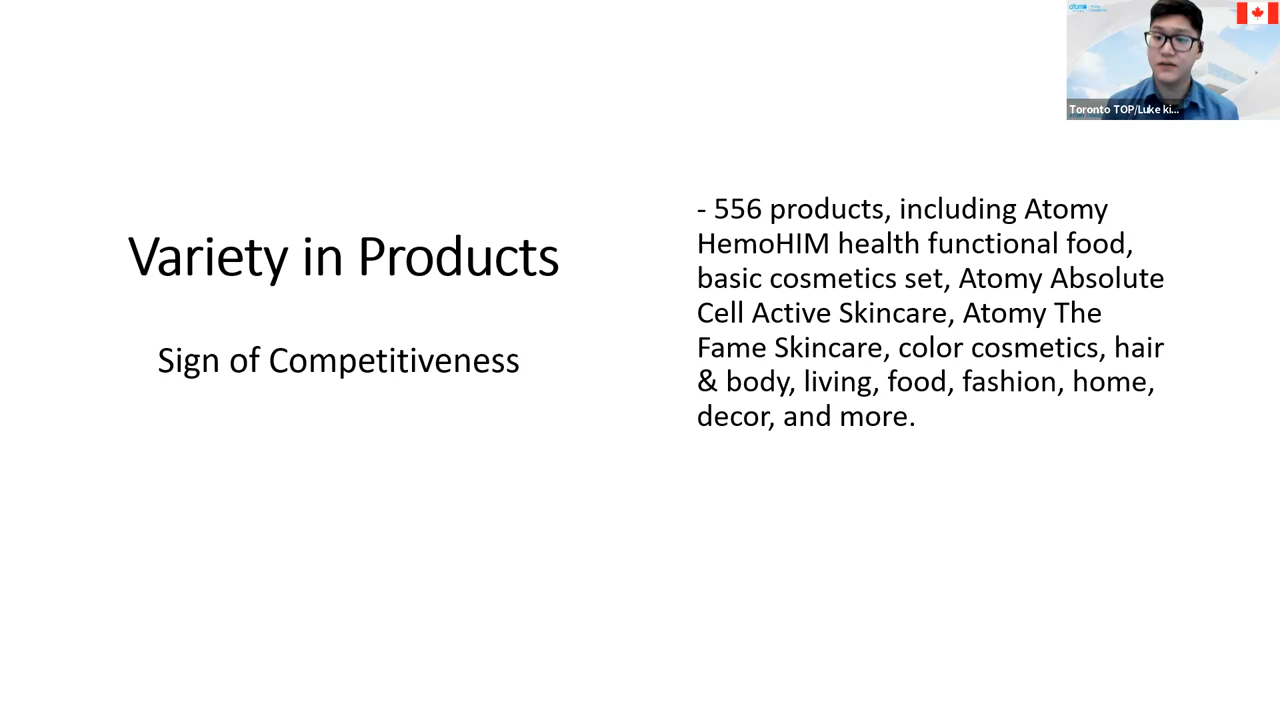 Toronto TOP/Luke ki...
Variety in Products
Sign of Competitiveness
- 556 products, including Atomy
HemoHIM health functional food,
basic cosmetics set, Atomy Absolute
Cell Active Skincare, Atomy The
Fame Skincare, color cosmetics, hair
& body, living, food, fashion, home,
decor, and more.